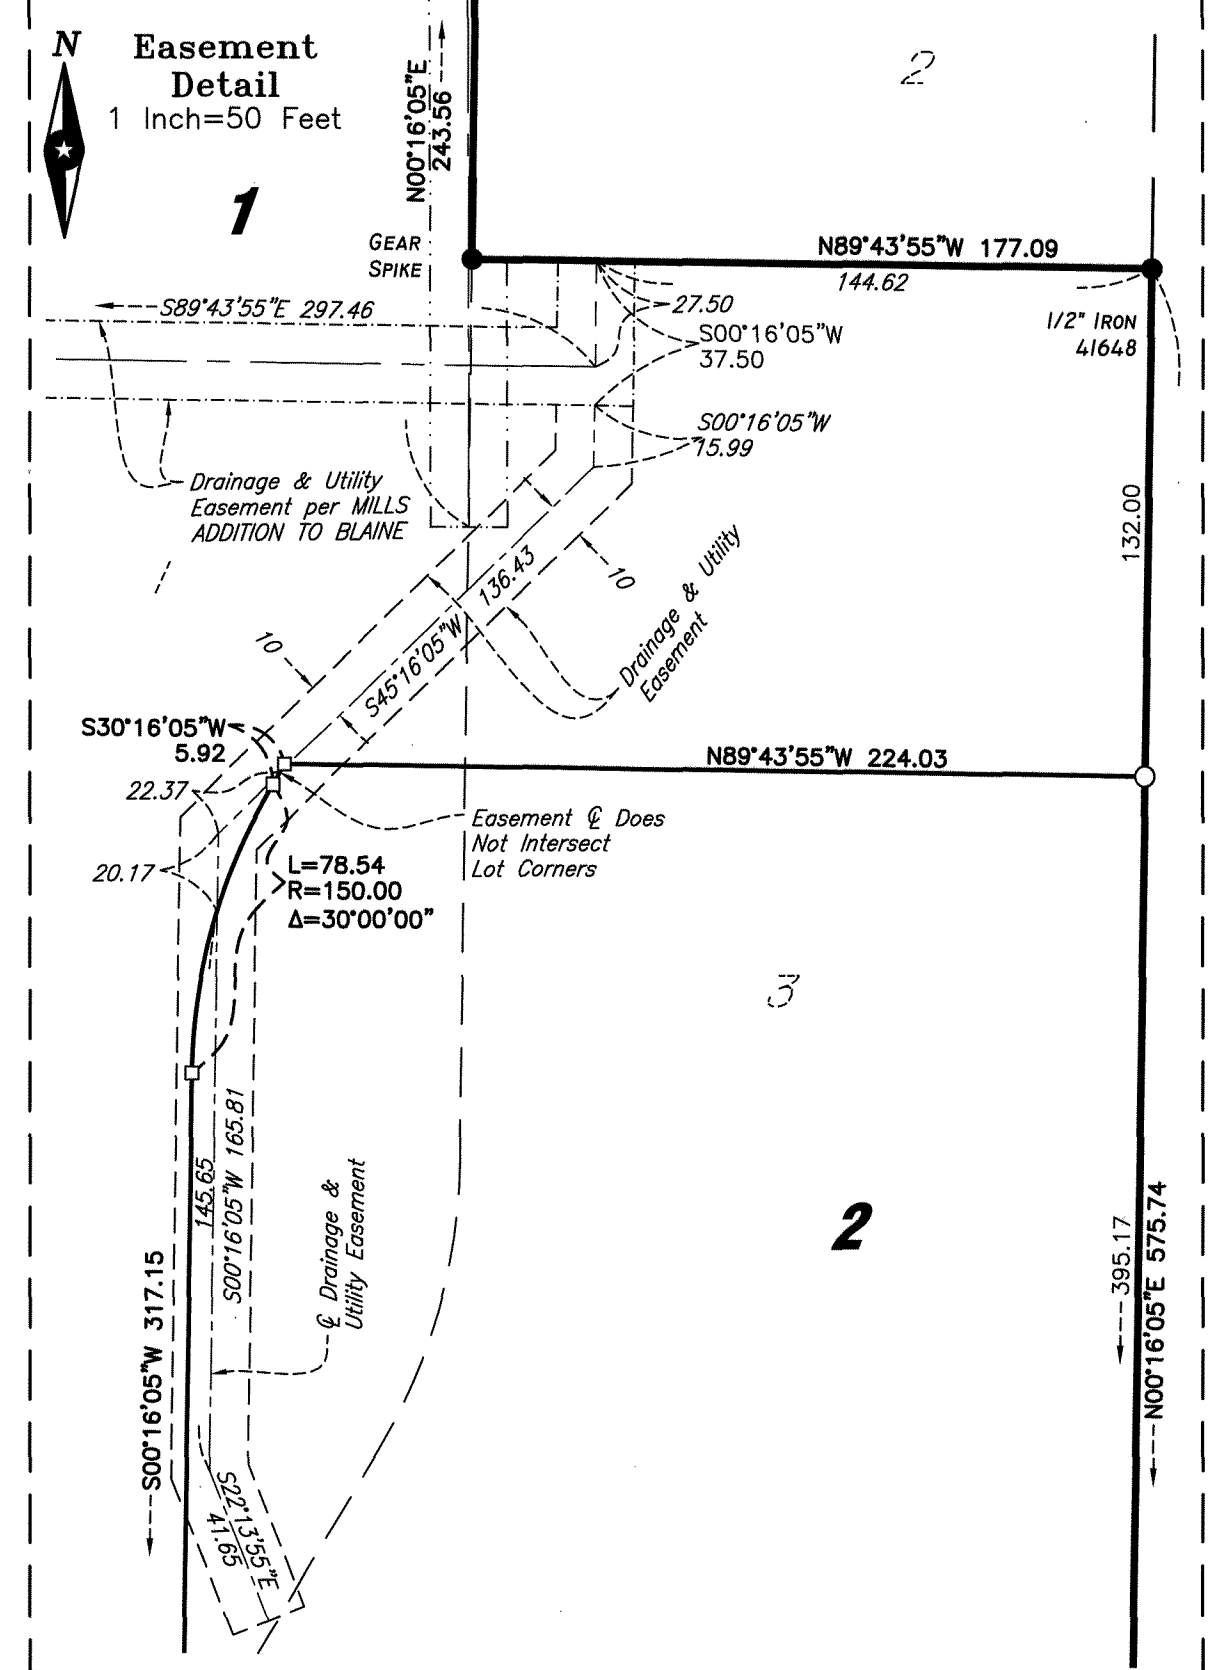 N
Easement
Detail
1 Inch=50 Feet
1
2
N00°16'05"E
243.56
GEAR
SPIKE
N89°43'55"W 177.09
144.62
S89°43'55"E 297.46
27.50
S00°16'05"W
37.50
1/2" IRON
41648
S00°16'05"W
15.99
Drainage & Utility
Easement per MILLS
ADDITION TO BLAINE
132.00
10
10
S45°16'05"W 136.43
Drainage & Utility
Easement
S30°16'05"W
5.92
N89°43'55"W 224.03
22.37
20.17
Easement ℄ Does
Not Intersect
Lot Corners
L=78.54
R=150.00
Δ=30°00'00"
3
145.65
S00°16'05"W 165.81
℄ Drainage &
Utility Easement
2
S00°16'05"W 317.15
395.17
N00°16'05"E 575.74
S22°13'55"E
41.65